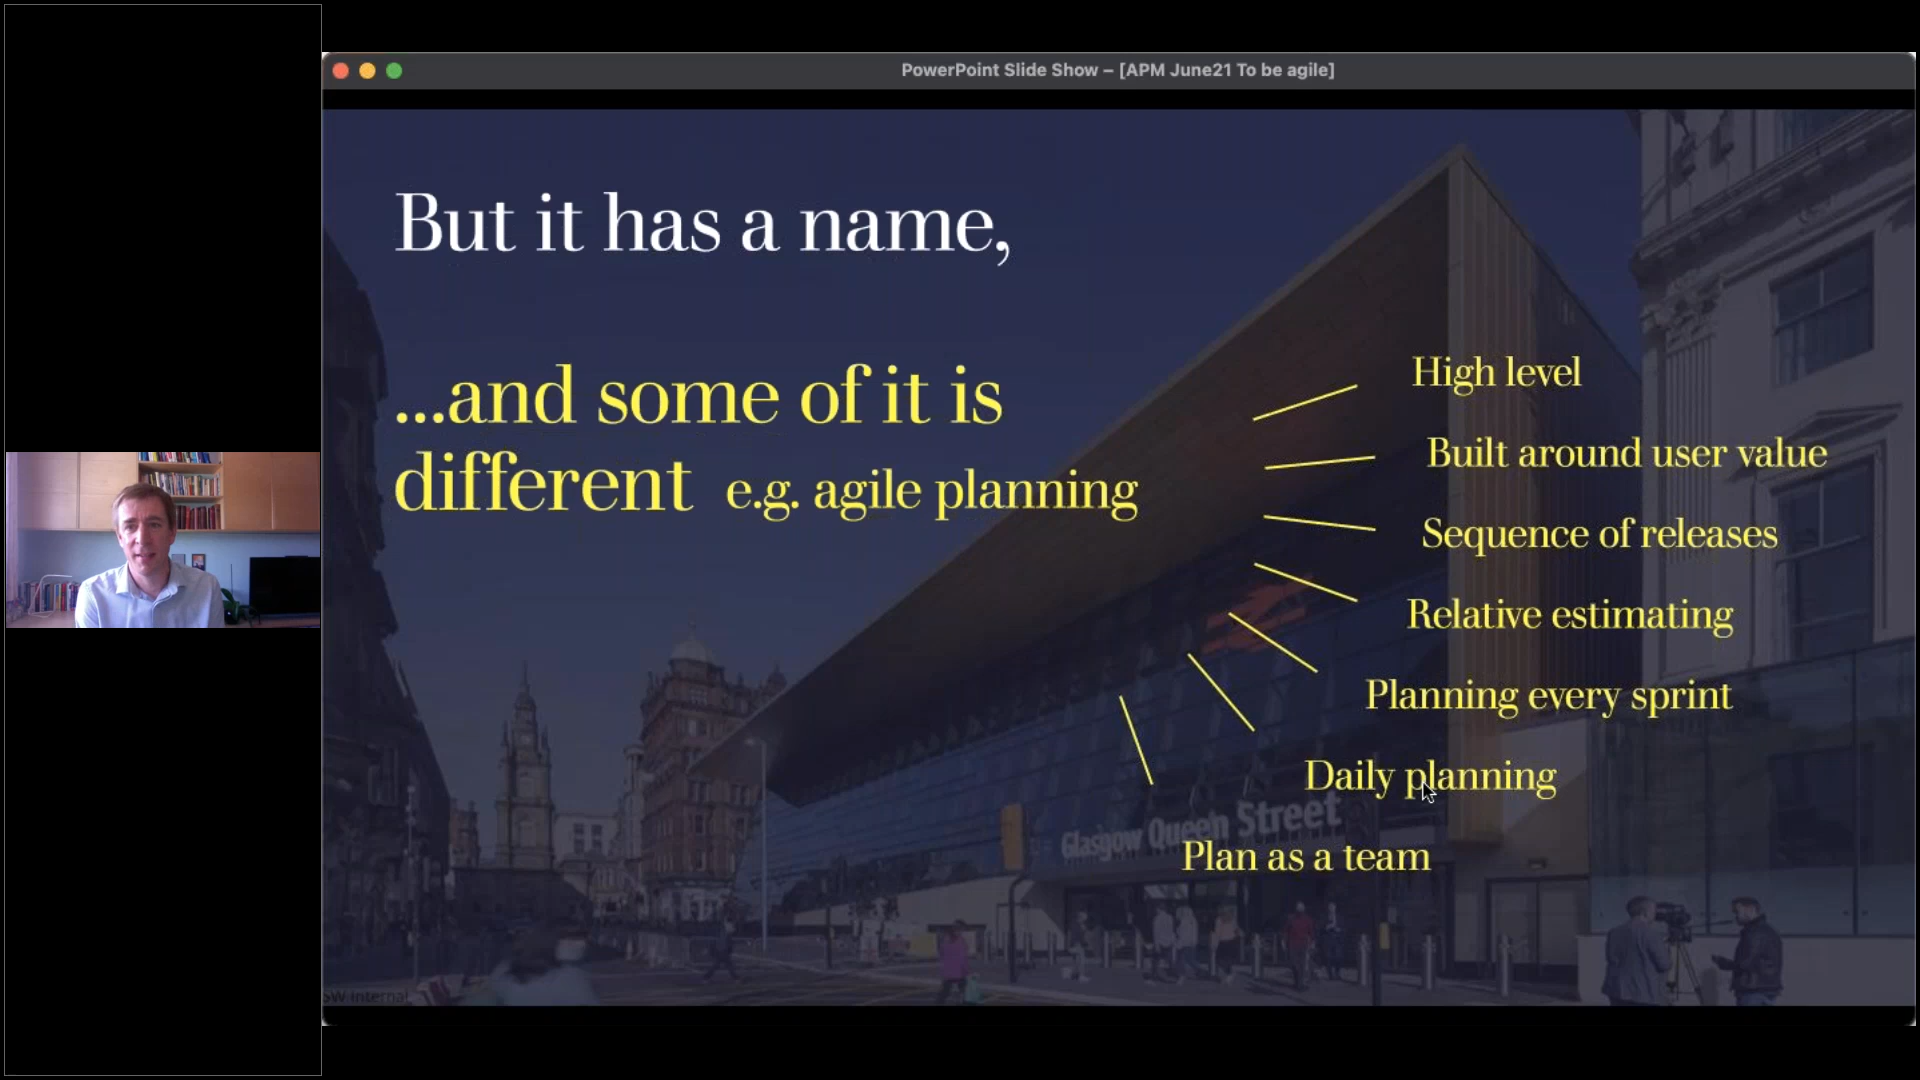 PowerPoint Slide Show – [APM June21 To be agile]
But it has a name,
...and some of it is
different e.g. agile planning
High level
Built around user value
Sequence of releases
Relative estimating
Planning every sprint
Daily planning
Glasgow Queen Street
Plan as a team
SW Internal